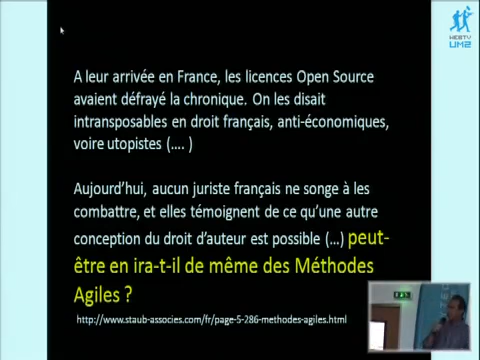 WEBTV
UM2
A leur arrivée en France, les licences Open Source
avaient défrayé la chronique. On les disait
intransposables en droit français, anti-économiques,
voire utopistes (.... )
Aujourd'hui, aucun juriste français ne songe à les
combattre, et elles témoignent de ce qu'une autre
conception du droit d'auteur est possible (...) peut-
être en ira-t-il de même des Méthodes
Agiles ?
http://www.staub-associes.com/fr/page-5-286-methodes-agiles.html